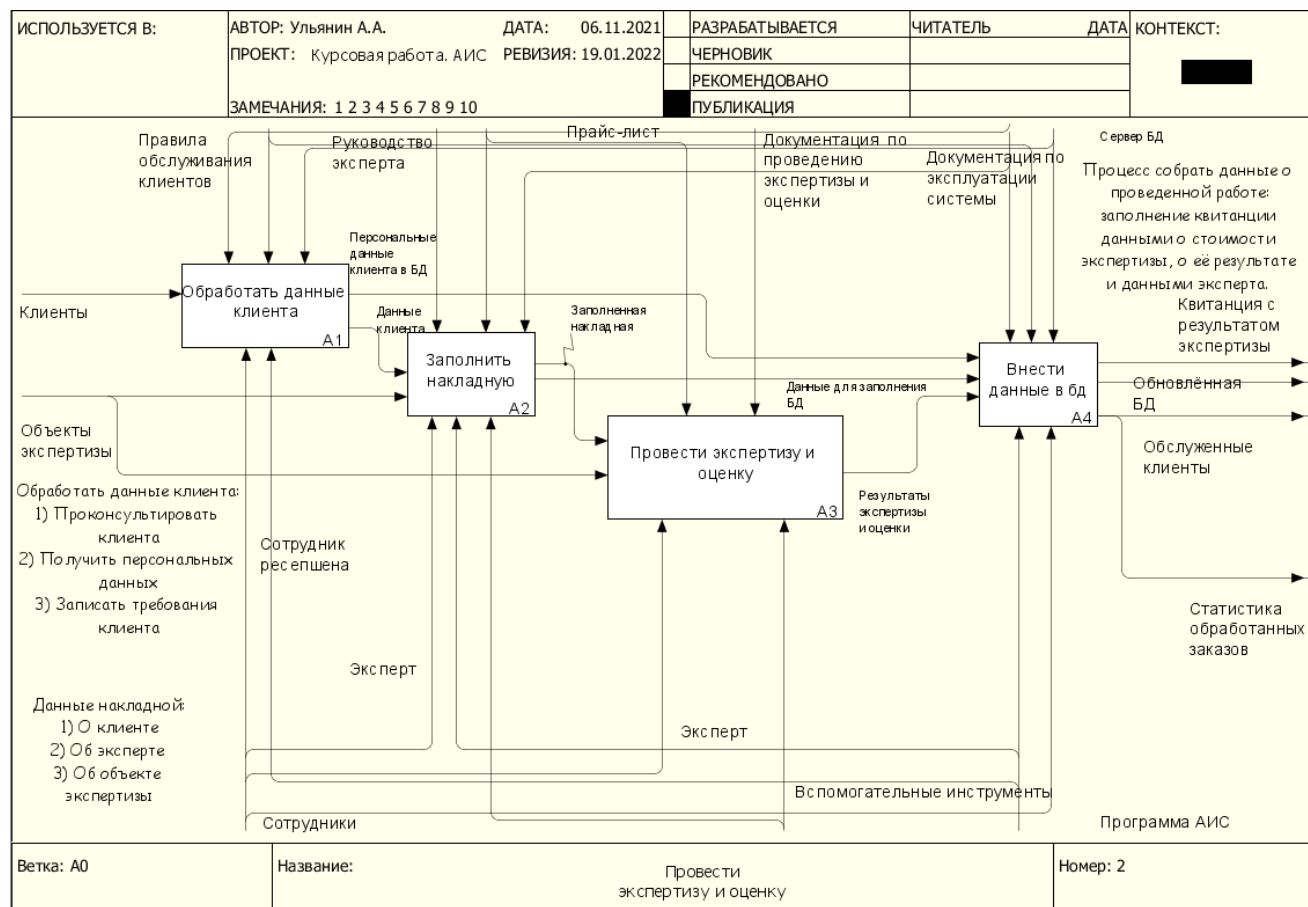 ИСПОЛЬЗУЕТСЯ В:
АВТОР: Ульянин А.А.
ДАТА: 06.11.2021
ПРОЕКТ: Курсовая работа. АИС
РЕВИЗИЯ: 19.01.2022
ЗАМЕЧАНИЯ: 1 2 3 4 5 6 7 8 9 10
РАЗРАБАТЫВАЕТСЯ
ЧЕРНОВИК
РЕКОМЕНДОВАНО
ПУБЛИКАЦИЯ
ЧИТАТЕЛЬ
ДАТА
КОНТЕКСТ:
Правила
обслуживания
клиентов
Руководство
эксперта
Прайс-лист
Документация по
проведению
экспертизы и
оценки
Документация по
эксплуатации
системы
Сервер БД
Процесс собрать данные о
проведенной работе:
заполнение квитанции
данными о стоимости
экспертизы, о её результате
и данными эксперта.
Персональные
данные
клиента в БД
Клиенты
Обработать данные
клиента
A1
Данные
клиента
Заполненная
накладная
Заполнить
накладную
A2
Данные для заполнения
БД
Внести
данные в бд
A4
Квитанция с
результатом
экспертизы
Обновлённая
БД
Обслуженные
клиенты
Объекты
экспертизы
Провести экспертизу и
оценку
A3
Результаты
экспертизы
и оценки
Обработать данные клиента:
1) Проконсультировать
клиента
2) Получить персональных
данных
3) Записать требования
клиента
Сотрудник
ресепшена
Статистика
обработанных
заказов
Эксперт
Данные накладной:
1) О клиенте
2) Об эксперте
3) Об объекте
экспертизы
Эксперт
Вспомогательные инструменты
Сотрудники
Программа АИС
Ветка: A0
Название:
Провести
экспертизу и оценку
Номер: 2